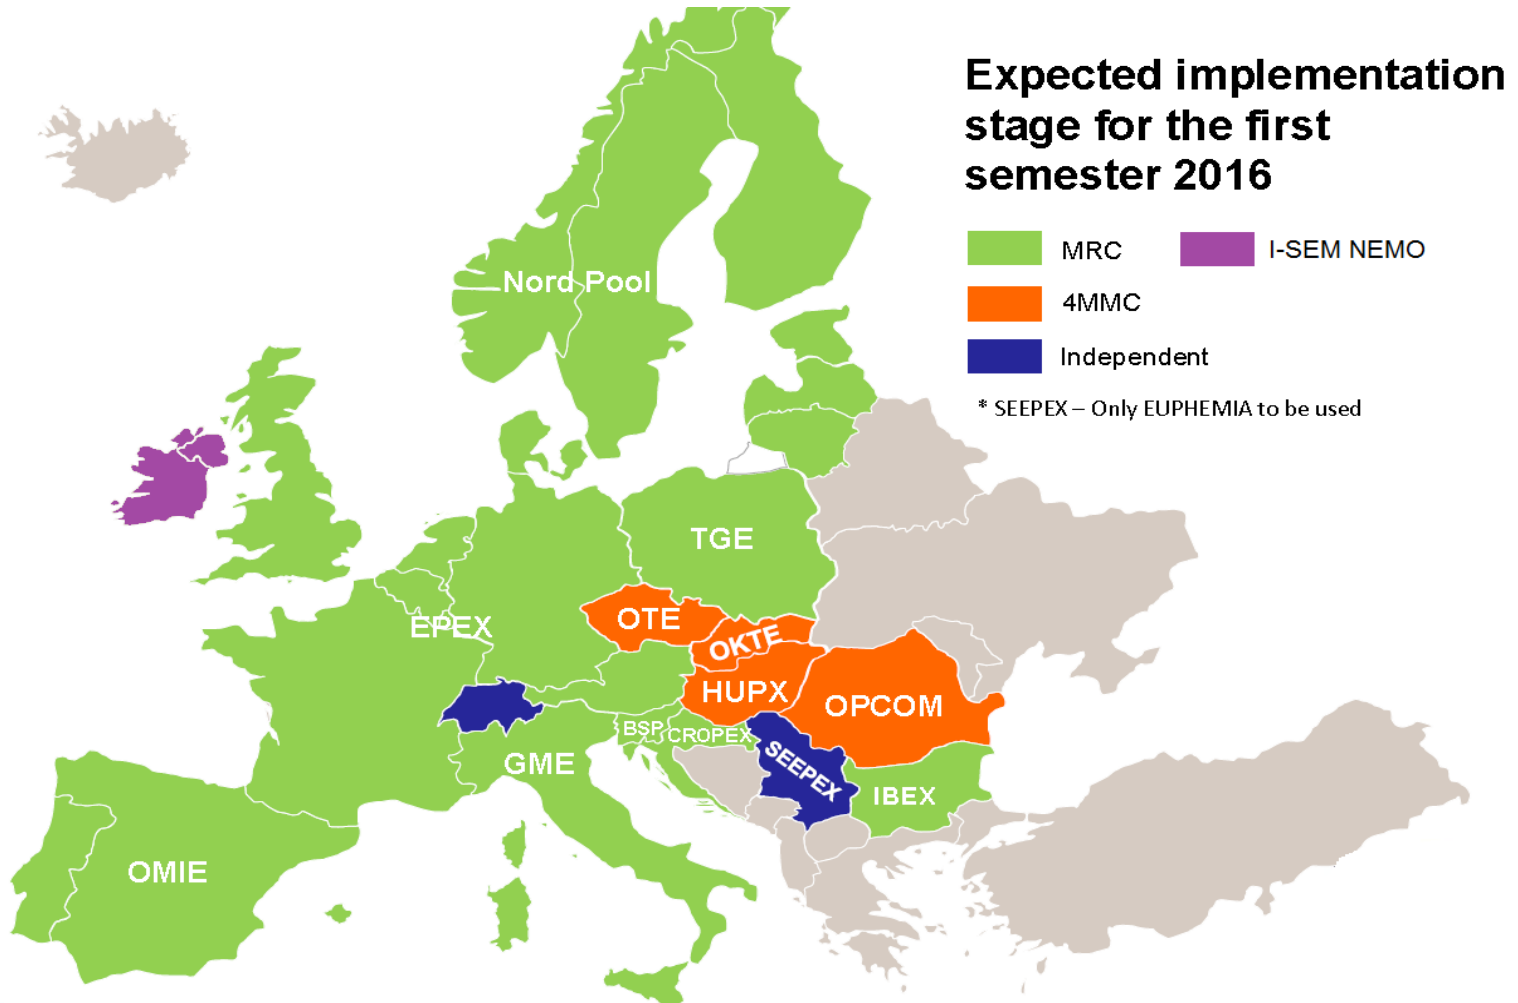 Expected implementation
stage for the first
semester 2016
MRC
I-SEM NEMO
4MMC
Independent
* SEEPEX – Only EUPHEMIA to be used
Nord Pool
TGE
OTE
EPEX
OKTE
HUPX
OPCOM
BSP
CROPEX
GME
SEEPEX
IBEX
OMIE